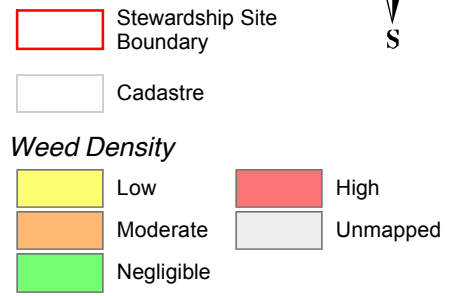 Stewardship Site
Boundary
S
Cadastre
Weed Density
Low
High
Moderate
Unmapped
Negligible